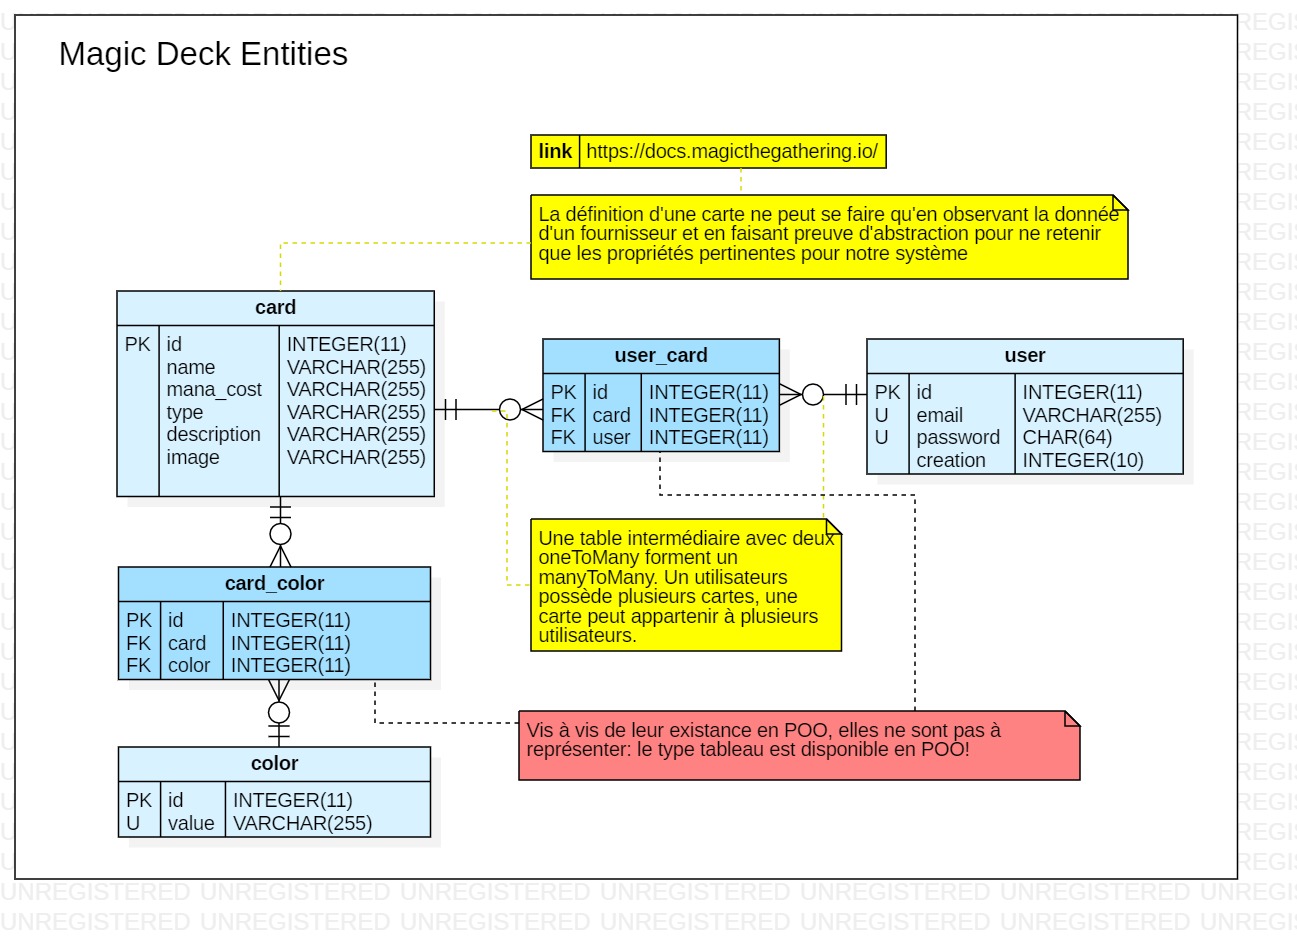 Magic Deck Entities
link https://docs.magicthegathering.io/
La définition d'une carte ne peut se faire qu'en observant la donnée
d'un fournisseur et en faisant preuve d'abstraction pour ne retenir
que les propriétés pertinentes pour notre système
card
PK id INTEGER(11)
name VARCHAR(255)
mana_cost VARCHAR(255)
type VARCHAR(255)
description VARCHAR(255)
image VARCHAR(255)
user_card
PK id INTEGER(11)
FK card INTEGER(11)
FK user INTEGER(11)
user
PK id INTEGER(11)
U email VARCHAR(255)
U password CHAR(64)
creation INTEGER(10)
Une table intermédiaire avec deux
oneToMany forment un
manyToMany. Un utilisateurs
possède plusieurs cartes, une
carte peut appartenir à plusieurs
utilisateurs.
card_color
PK id INTEGER(11)
FK card INTEGER(11)
FK color INTEGER(11)
Vis à vis de leur existance en POO, elles ne sont pas à
représenter: le type tableau est disponible en POO!
color
PK id INTEGER(11)
U value VARCHAR(255)
UNREGISTERED UNREGISTERED UNREGISTERED UNREGISTERED UNREGISTERED UNREGISTERED UNREGIS
UNREGISTERED UNREGISTERED UNREGISTERED UNREGISTERED UNREGISTERED UNREGISTERED UNREGIS